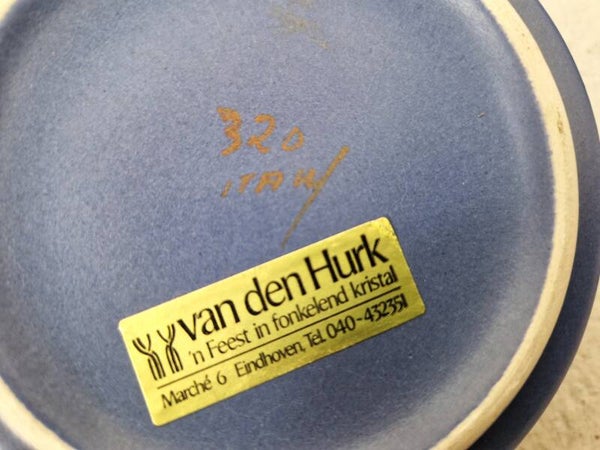 320
ITALY
van den Hurk
'n Feest in fonkelend kristal
Marché 6 Eindhoven, Tel. 040-432351